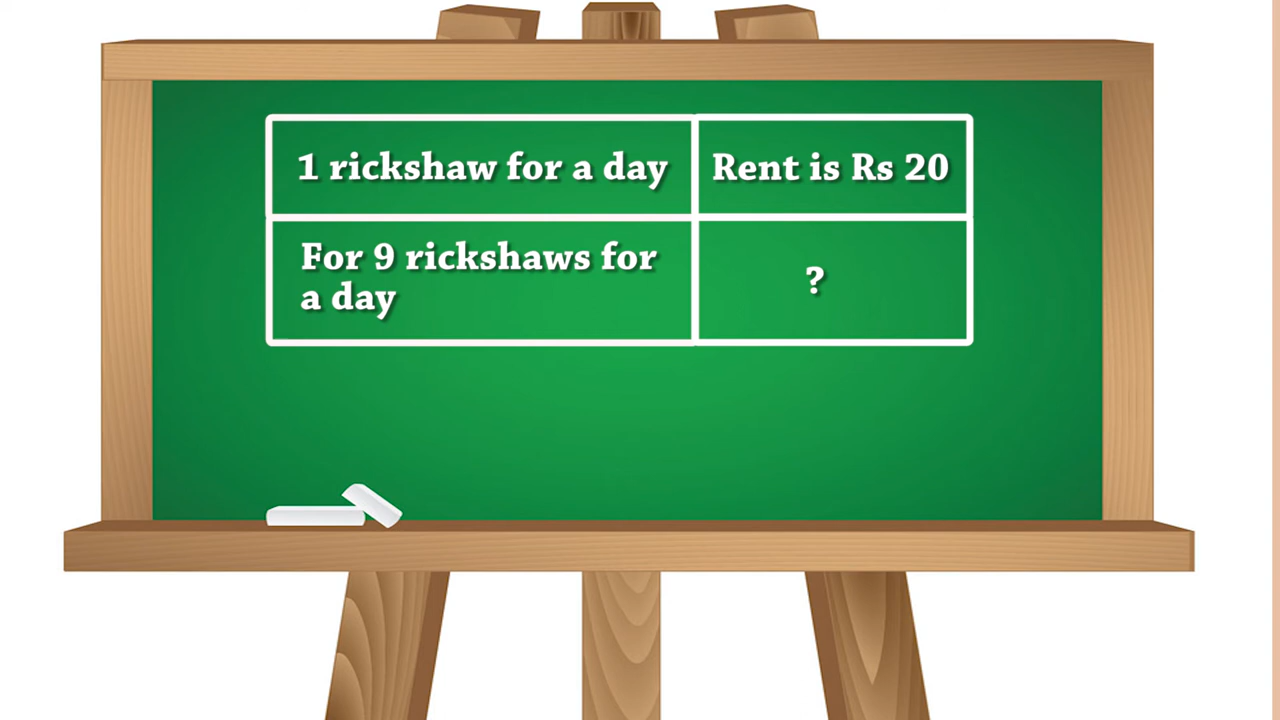 1 rickshaw for a day
Rent is Rs 20
For 9 rickshaws for
a day
?